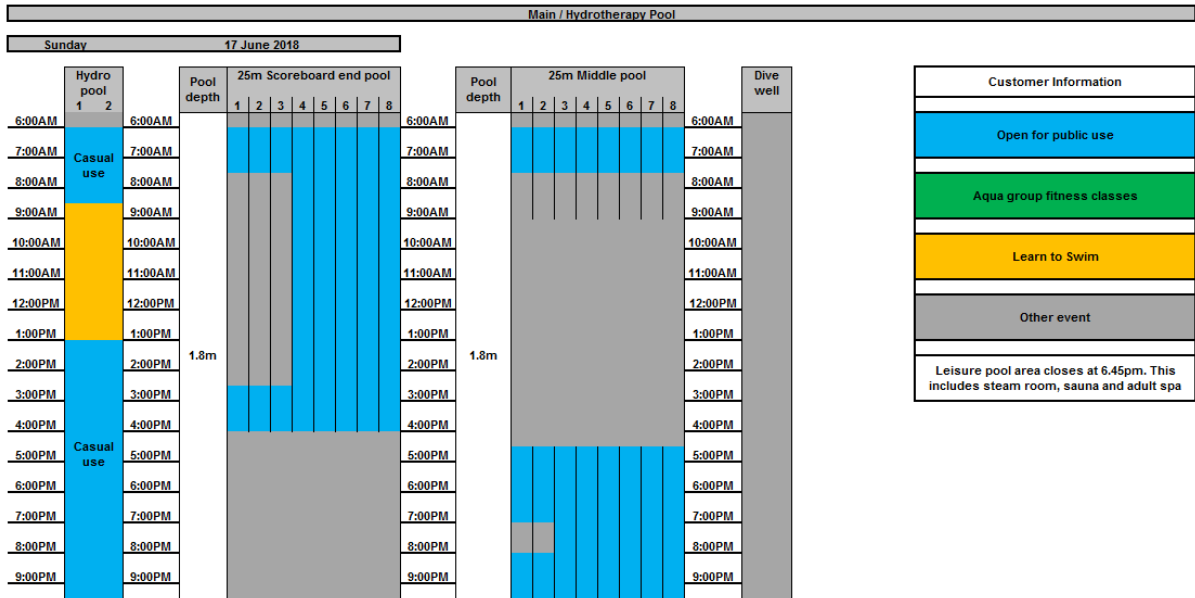 Main / Hydrotherapy Pool
Sunday 17 June 2018
Hydro pool
1 2
Pool depth
25m Scoreboard end pool
1 2 3 4 5 6 7 8
Pool depth
25m Middle pool
1 2 3 4 5 6 7 8
Dive well
6:00AM 6:00AM 6:00AM 6:00AM
7:00AM 7:00AM 7:00AM 7:00AM
Casual use
8:00AM 8:00AM 8:00AM 8:00AM
9:00AM 9:00AM 9:00AM 9:00AM
10:00AM 10:00AM 10:00AM 10:00AM
11:00AM 11:00AM 11:00AM 11:00AM
12:00PM 12:00PM 12:00PM 12:00PM
1:00PM 1:00PM 1:00PM 1:00PM
1.8m 1.8m
2:00PM 2:00PM 2:00PM 2:00PM
3:00PM 3:00PM 3:00PM 3:00PM
4:00PM 4:00PM 4:00PM 4:00PM
Casual use
5:00PM 5:00PM 5:00PM 5:00PM
6:00PM 6:00PM 6:00PM 6:00PM
7:00PM 7:00PM 7:00PM 7:00PM
8:00PM 8:00PM 8:00PM 8:00PM
9:00PM 9:00PM 9:00PM 9:00PM
Customer Information
Open for public use
Aqua group fitness classes
Learn to Swim
Other event
Leisure pool area closes at 6.45pm. This
includes steam room, sauna and adult spa